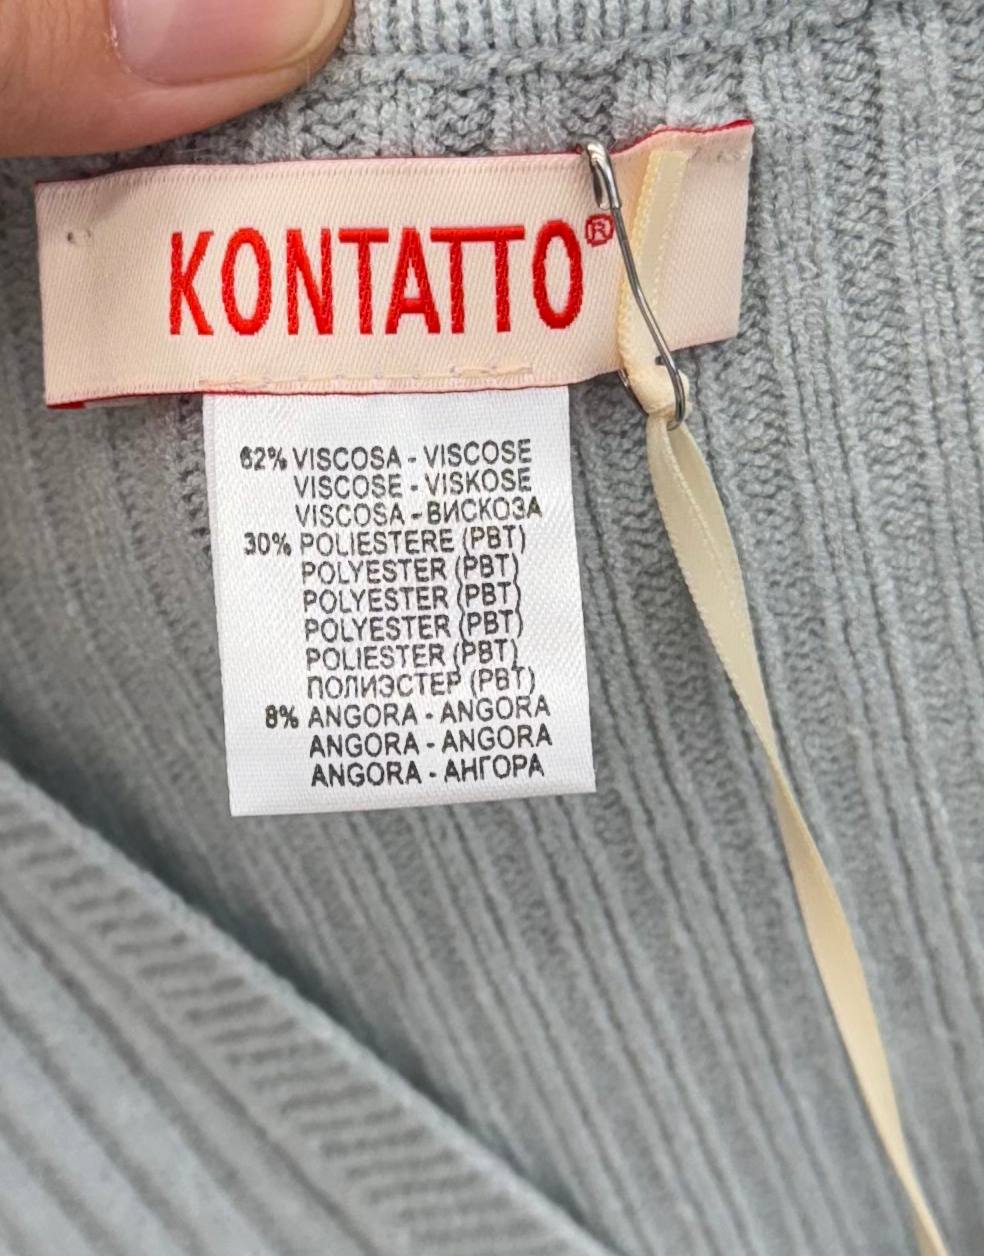 KONTATTO®
62% VISCOSA - VISCOSE
VISCOSE - VISKOSE
VISCOSA - ВИСКОЗА
30% POLIESTERE (PBT)
POLYESTER (PBT)
POLYESTER (PBT)
POLYESTER (PBT)
POLIESTER (PBT)
ПОЛИЭСТЕР (PBT)
8% ANGORA - ANGORA
ANGORA - ANGORA
ANGORA - АНГОРА